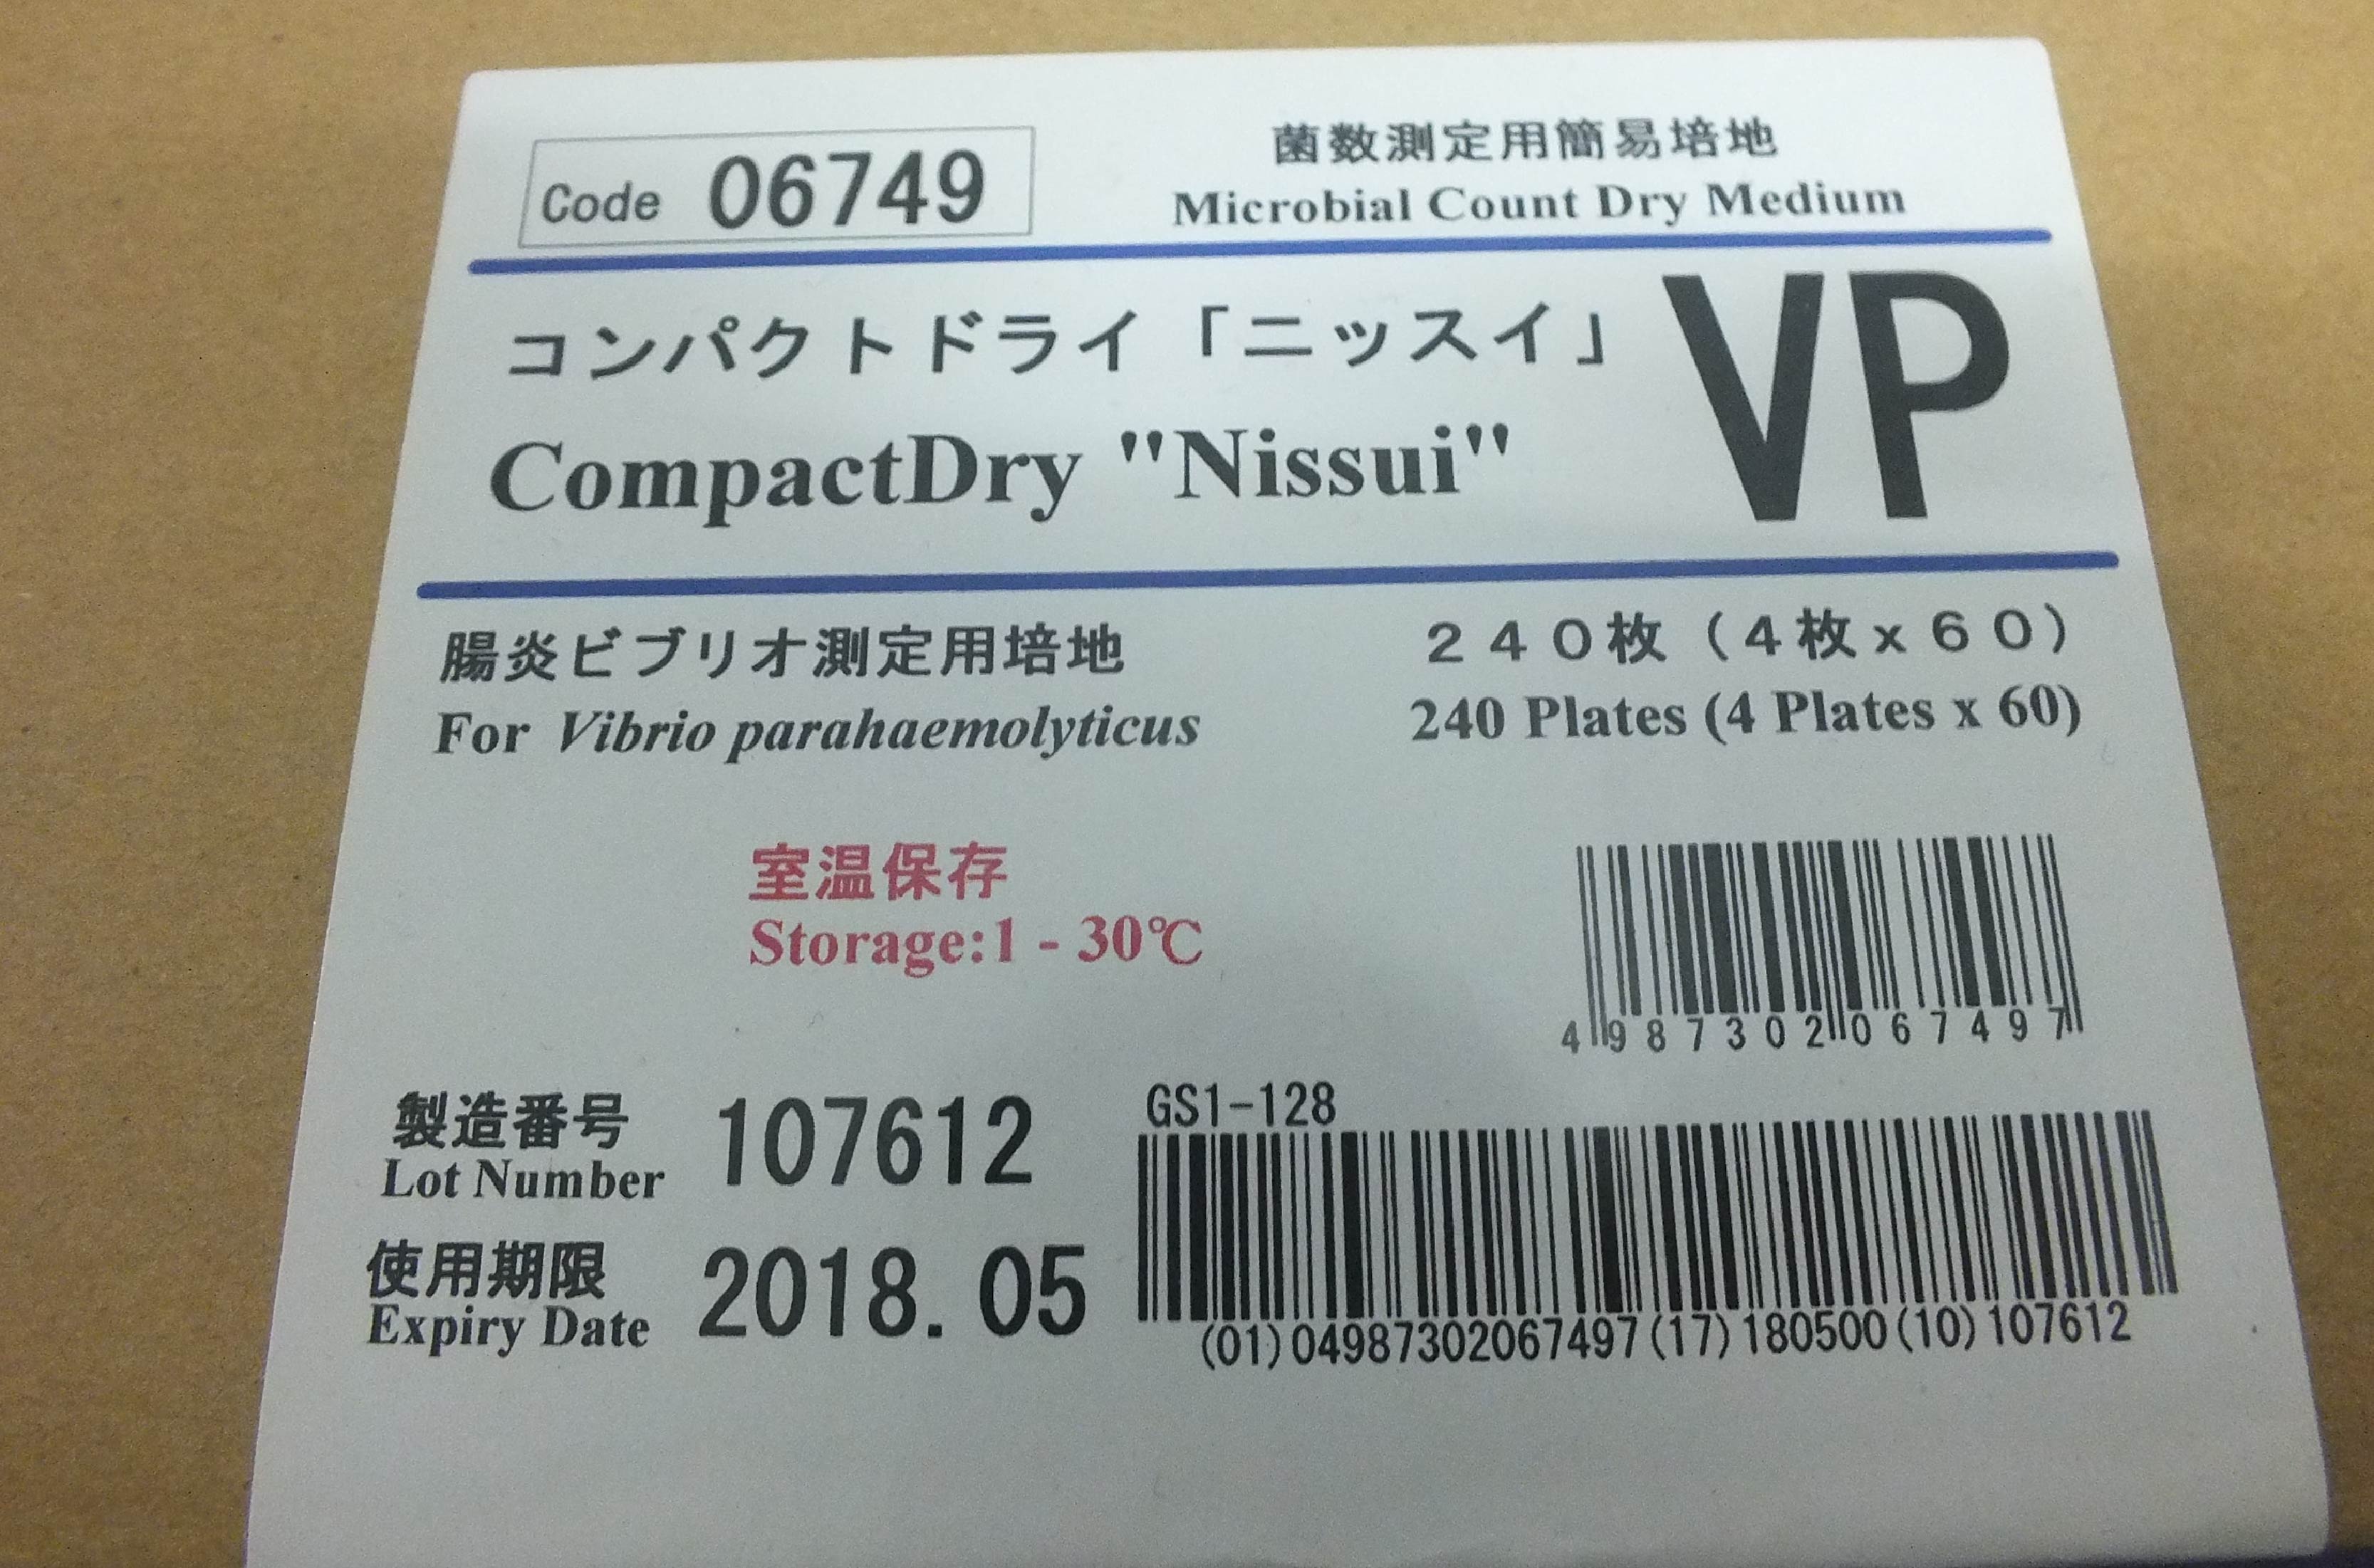 Code 06749
菌数測定用簡易培地
Microbial Count Dry Medium
コンパクトドライ「ニッスイ」 VP
CompactDry "Nissui"
腸炎ビブリオ測定用培地
For Vibrio parahaemolyticus
240枚（4枚x60）
240 Plates (4 Plates x 60)
室温保存
Storage:1 - 30℃
4987302067497
製造番号 107612
Lot Number
使用期限 2018.05
Expiry Date
GS1-128
(01)04987302067497(17)180500(10)107612